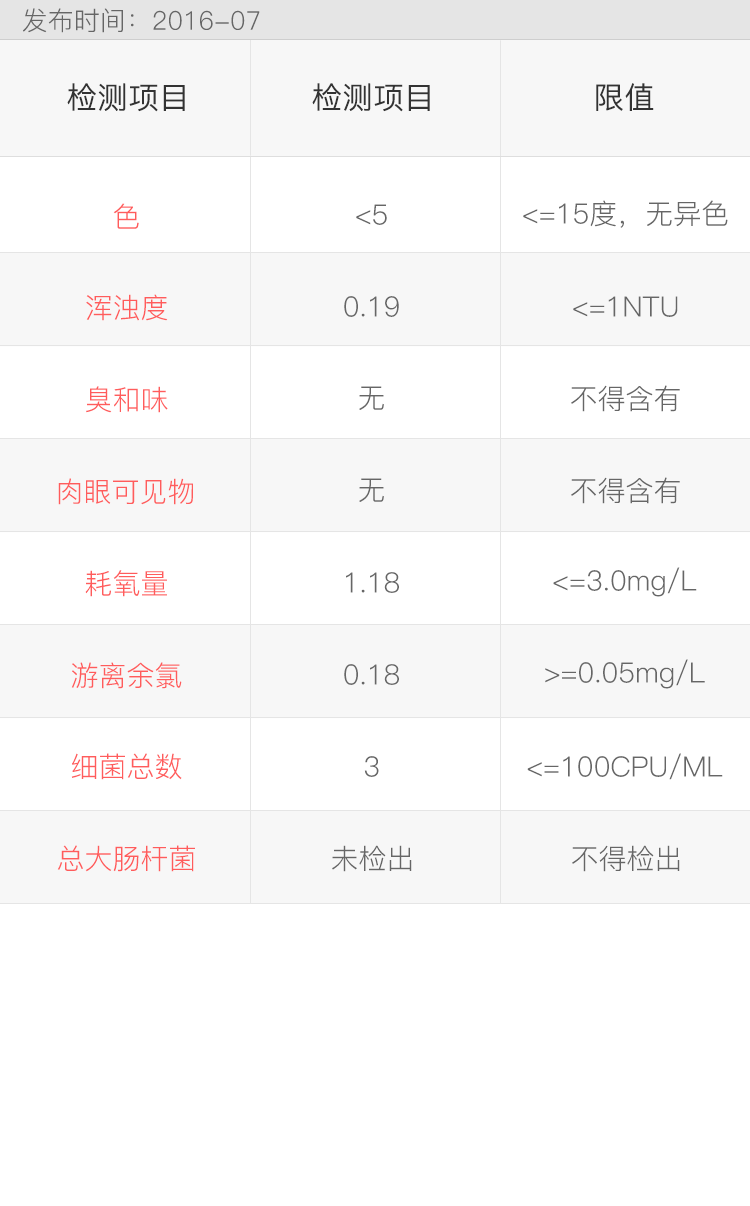 发布时间：2016-07
检测项目 检测项目 限值
色 <5 <=15度，无异色
浑浊度 0.19 <=1NTU
臭和味 无 不得含有
肉眼可见物 无 不得含有
耗氧量 1.18 <=3.0mg/L
游离余氯 0.18 >=0.05mg/L
细菌总数 3 <=100CPU/ML
总大肠杆菌 未检出 不得检出